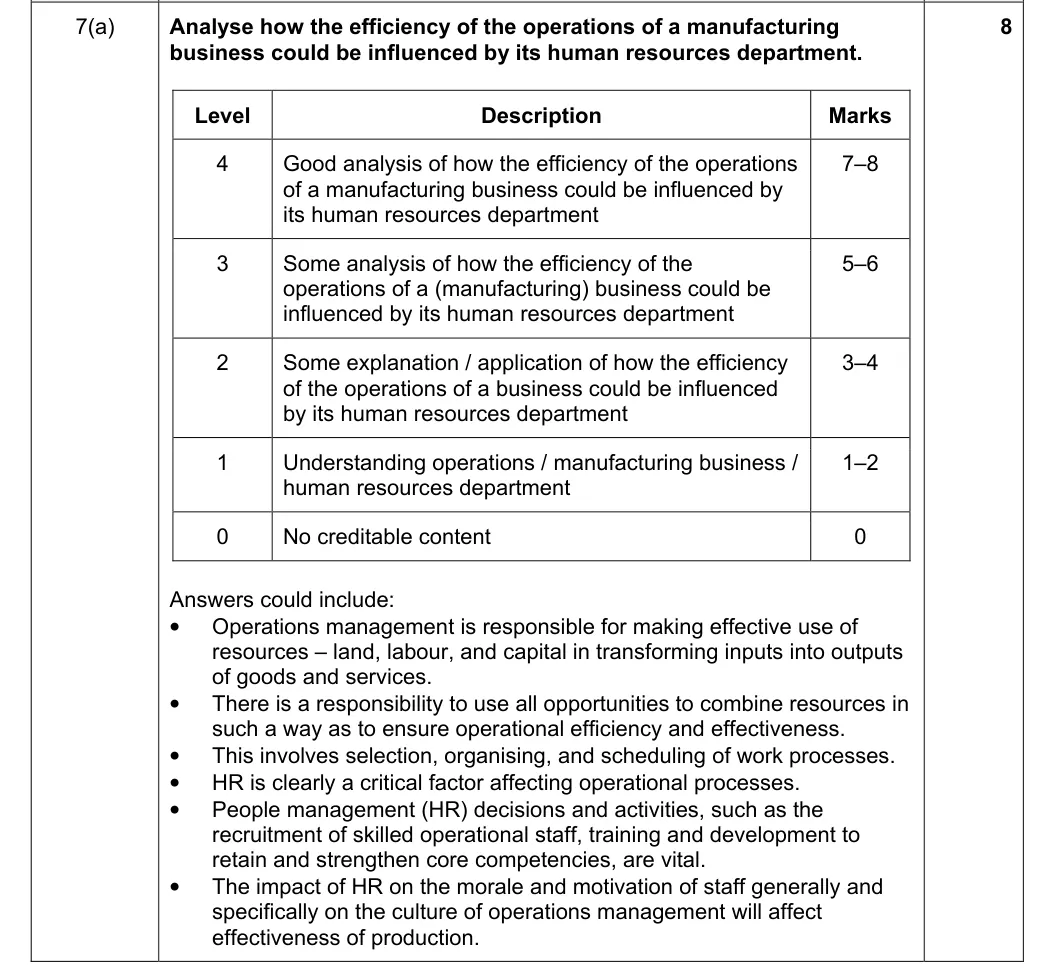 7(a)
Analyse how the efficiency of the operations of a manufacturing
business could be influenced by its human resources department.
8
Level Description Marks
4 Good analysis of how the efficiency of the operations 7–8
of a manufacturing business could be influenced by
its human resources department
3 Some analysis of how the efficiency of the 5–6
operations of a (manufacturing) business could be
influenced by its human resources department
2 Some explanation / application of how the efficiency 3–4
of the operations of a business could be influenced
by its human resources department
1 Understanding operations / manufacturing business / 1–2
human resources department
0 No creditable content 0
Answers could include:
• Operations management is responsible for making effective use of
resources – land, labour, and capital in transforming inputs into outputs
of goods and services.
• There is a responsibility to use all opportunities to combine resources in
such a way as to ensure operational efficiency and effectiveness.
• This involves selection, organising, and scheduling of work processes.
• HR is clearly a critical factor affecting operational processes.
• People management (HR) decisions and activities, such as the
recruitment of skilled operational staff, training and development to
retain and strengthen core competencies, are vital.
• The impact of HR on the morale and motivation of staff generally and
specifically on the culture of operations management will affect
effectiveness of production.